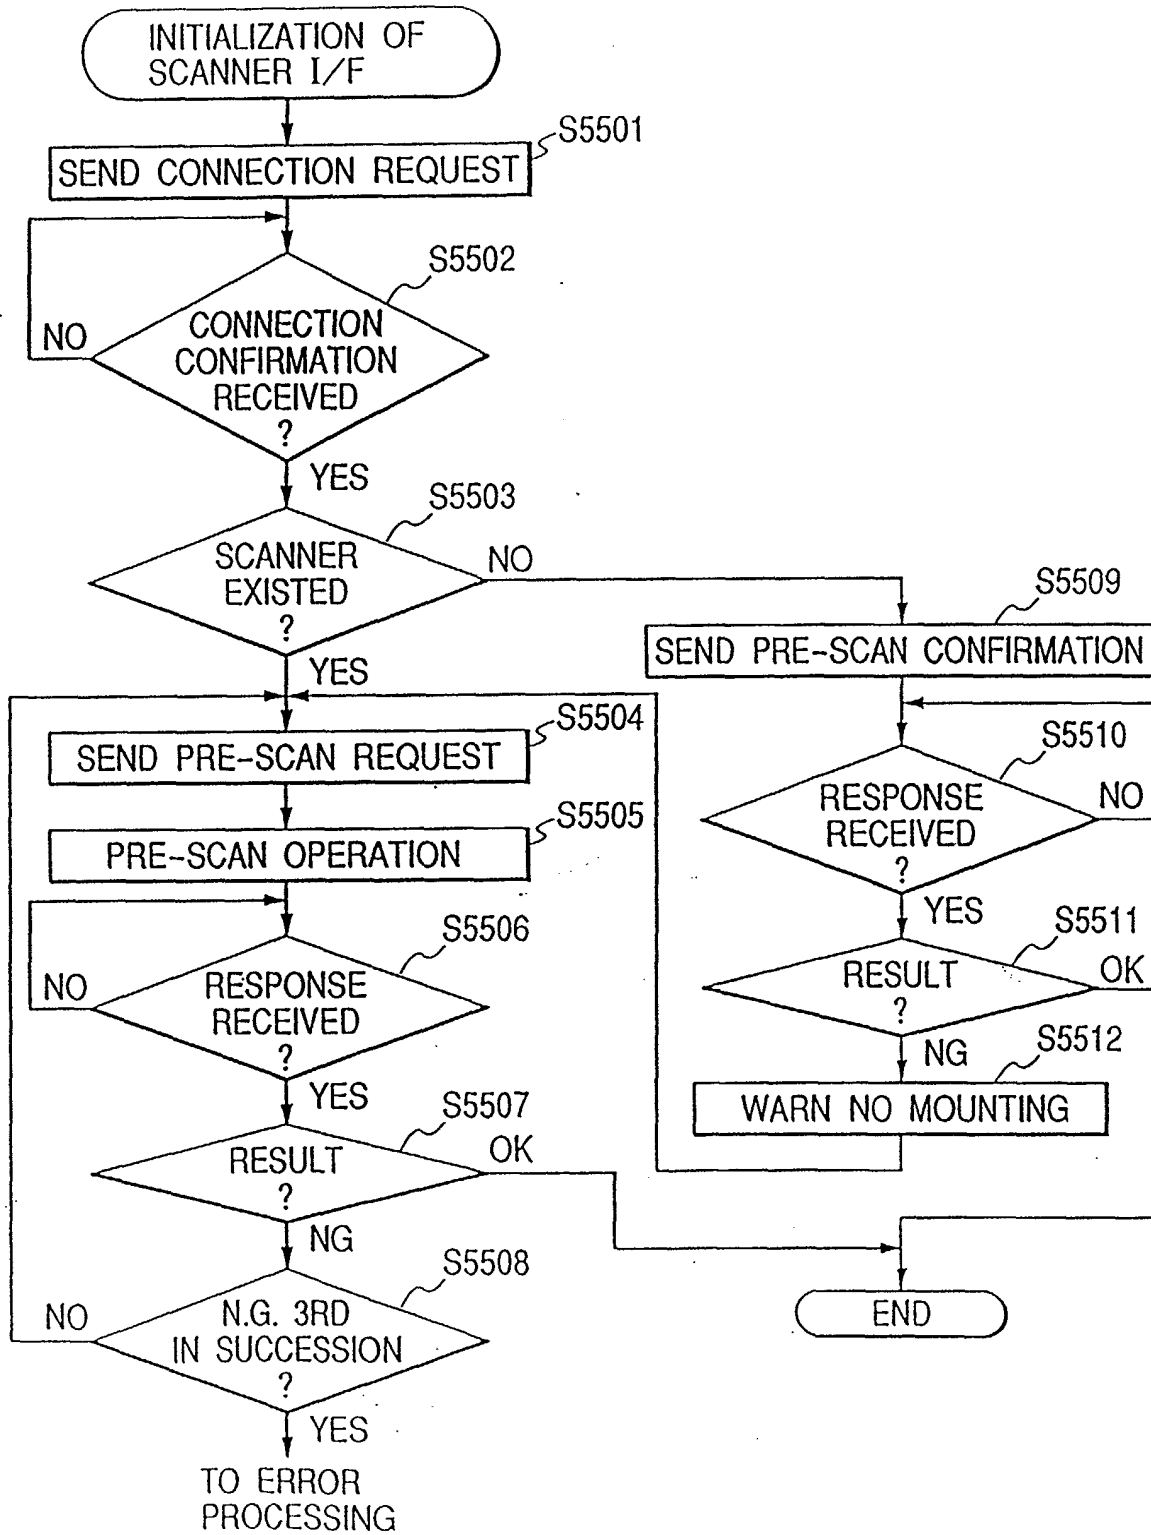 INITIALIZATION OF
SCANNER I/F
S5501
SEND CONNECTION REQUEST
S5502
CONNECTION
CONFIRMATION
RECEIVED
?
NO
YES
S5503
SCANNER
EXISTED
?
NO
YES
S5504
SEND PRE-SCAN REQUEST
S5505
PRE-SCAN OPERATION
S5506
RESPONSE
RECEIVED
?
NO
YES
S5507
RESULT
?
OK
NG
S5508
N.G. 3RD
IN SUCCESSION
?
NO
YES
TO ERROR
PROCESSING
S5509
SEND PRE-SCAN CONFIRMATION
S5510
RESPONSE
RECEIVED
?
NO
YES
S5511
RESULT
?
OK
NG
S5512
WARN NO MOUNTING
END